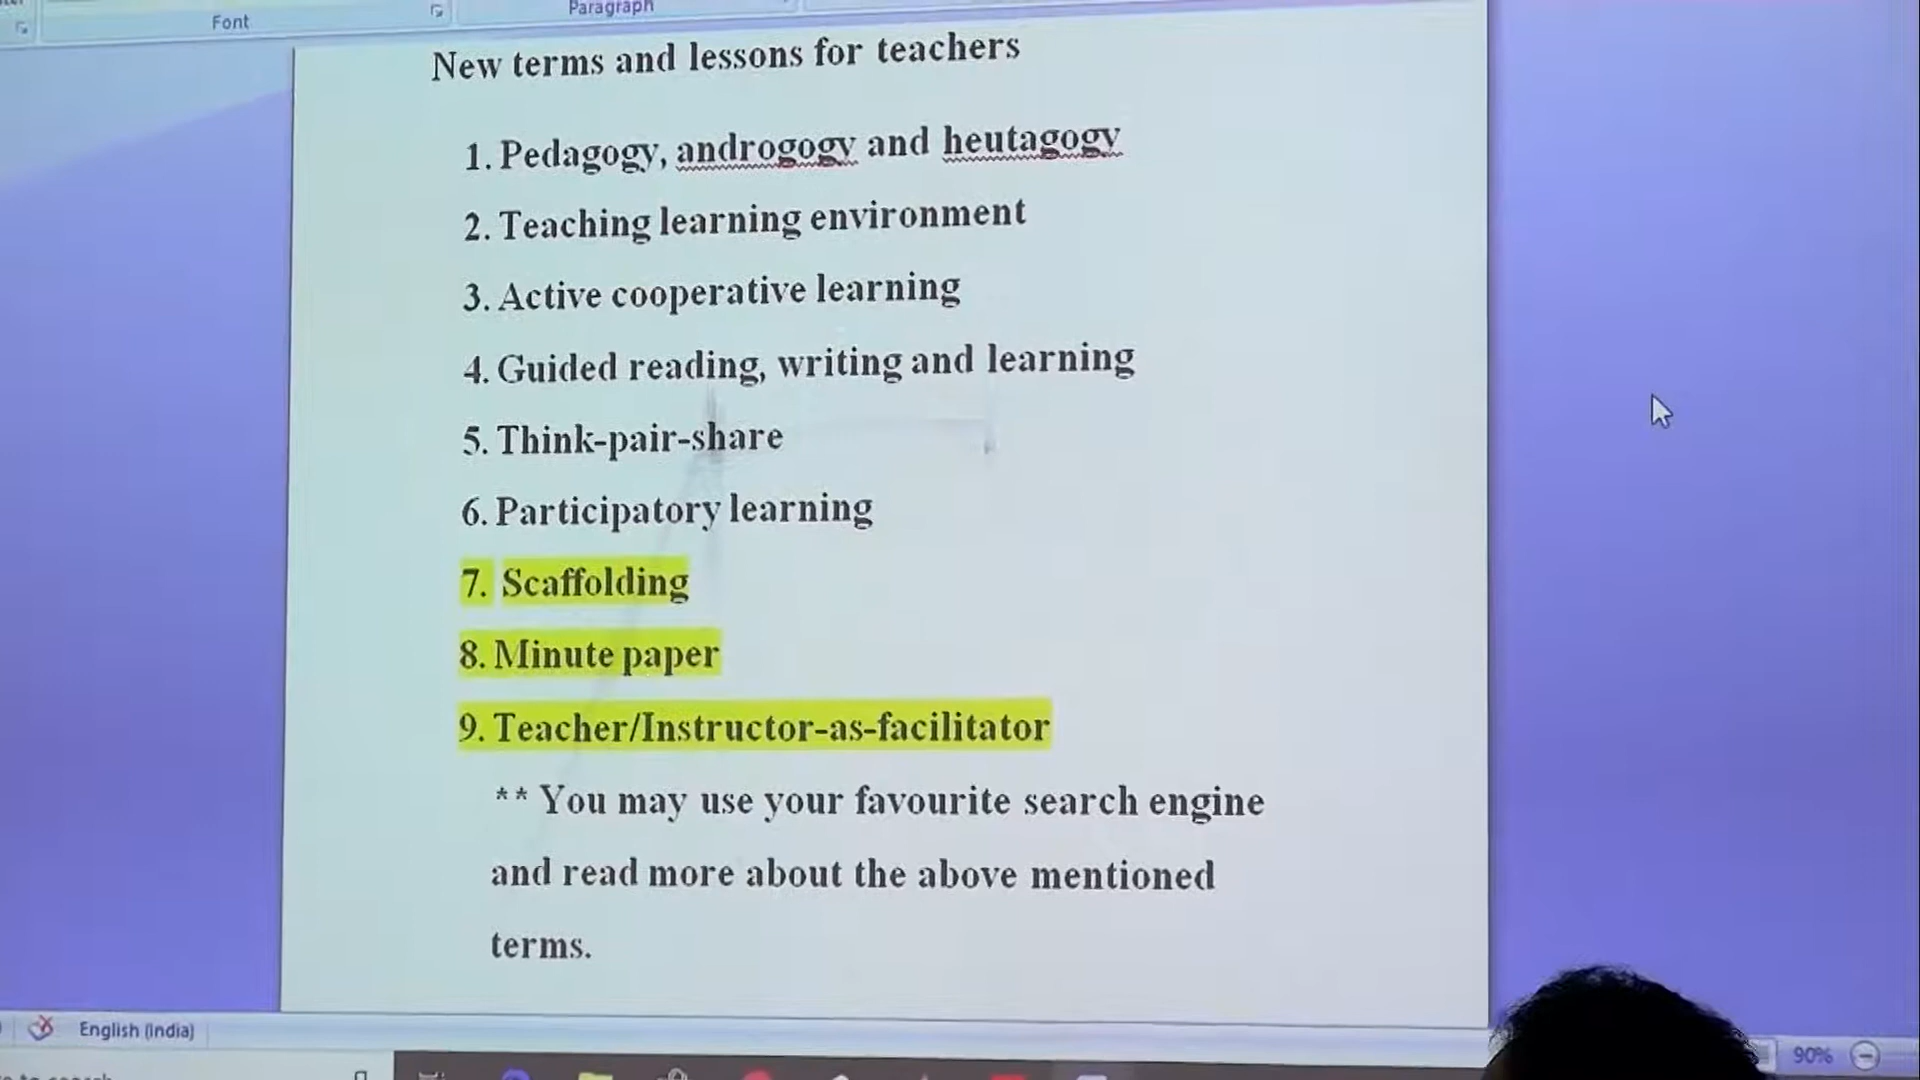 Font
Paragraph
New terms and lessons for teachers
1. Pedagogy, androgogy and heutagogy
2. Teaching learning environment
3. Active cooperative learning
4. Guided reading, writing and learning
5. Think-pair-share
6. Participatory learning
7. Scaffolding
8. Minute paper
9. Teacher/Instructor-as-facilitator
** You may use your favourite search engine
and read more about the above mentioned
terms.
English (India)
90%